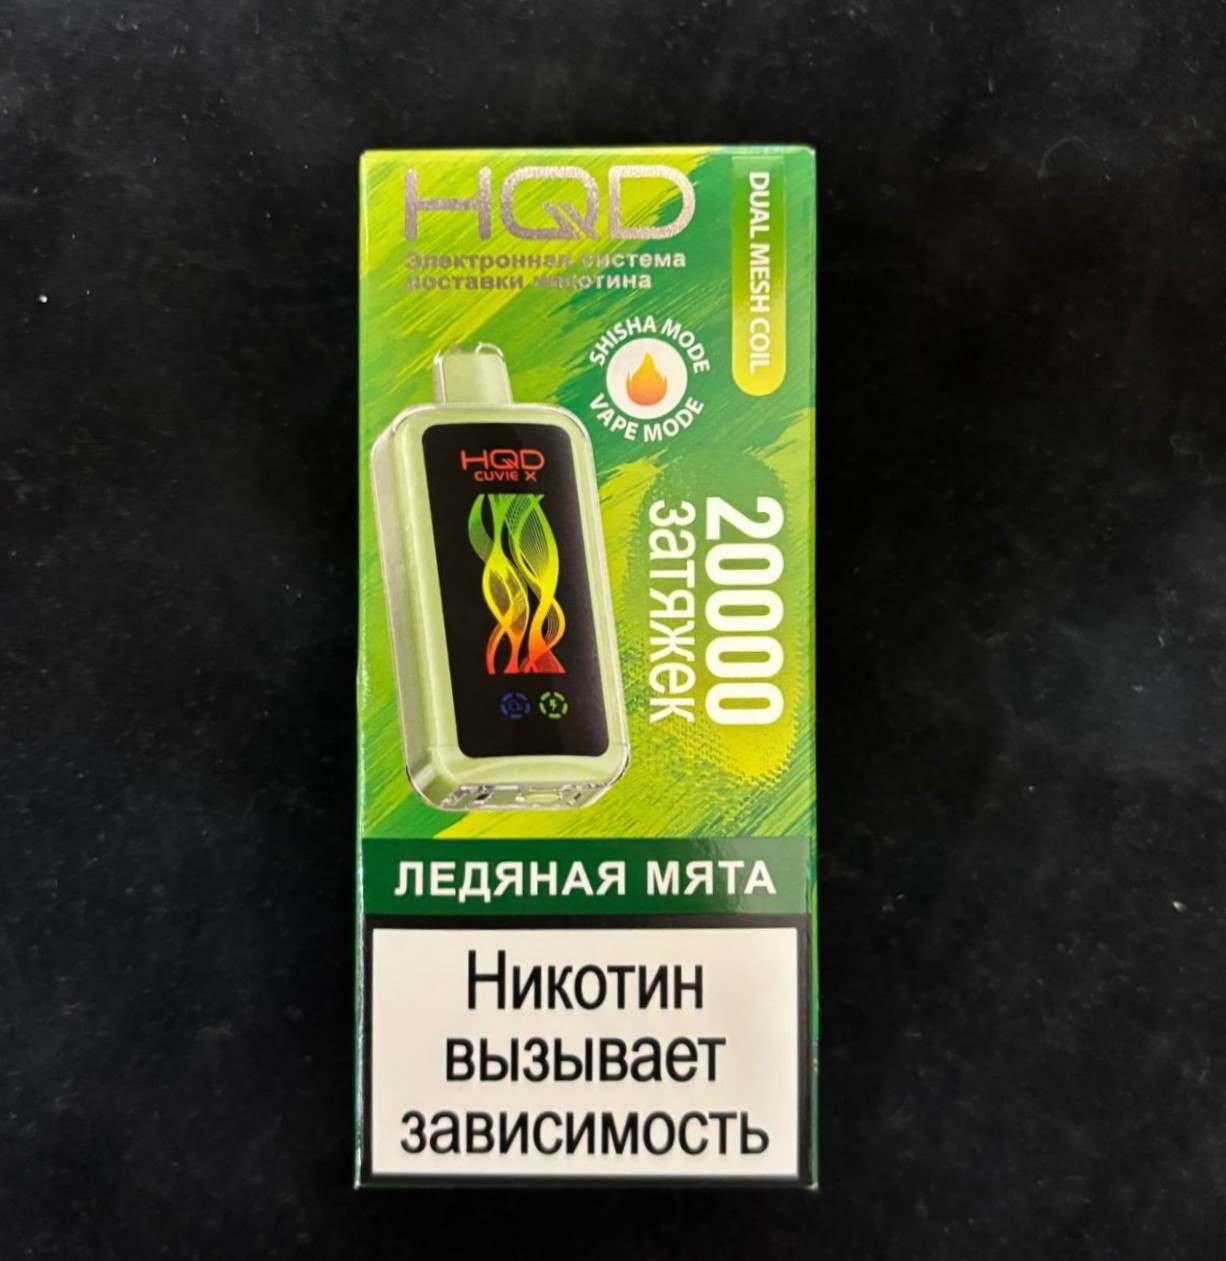 HQD
Электронная система
доставки никотина
DUAL MESH COIL
SHISHA MODE
VAPE MODE
HQD
CUVIE X
20000
затяжек
ЛЕДЯНАЯ МЯТА
Никотин
вызывает
зависимость